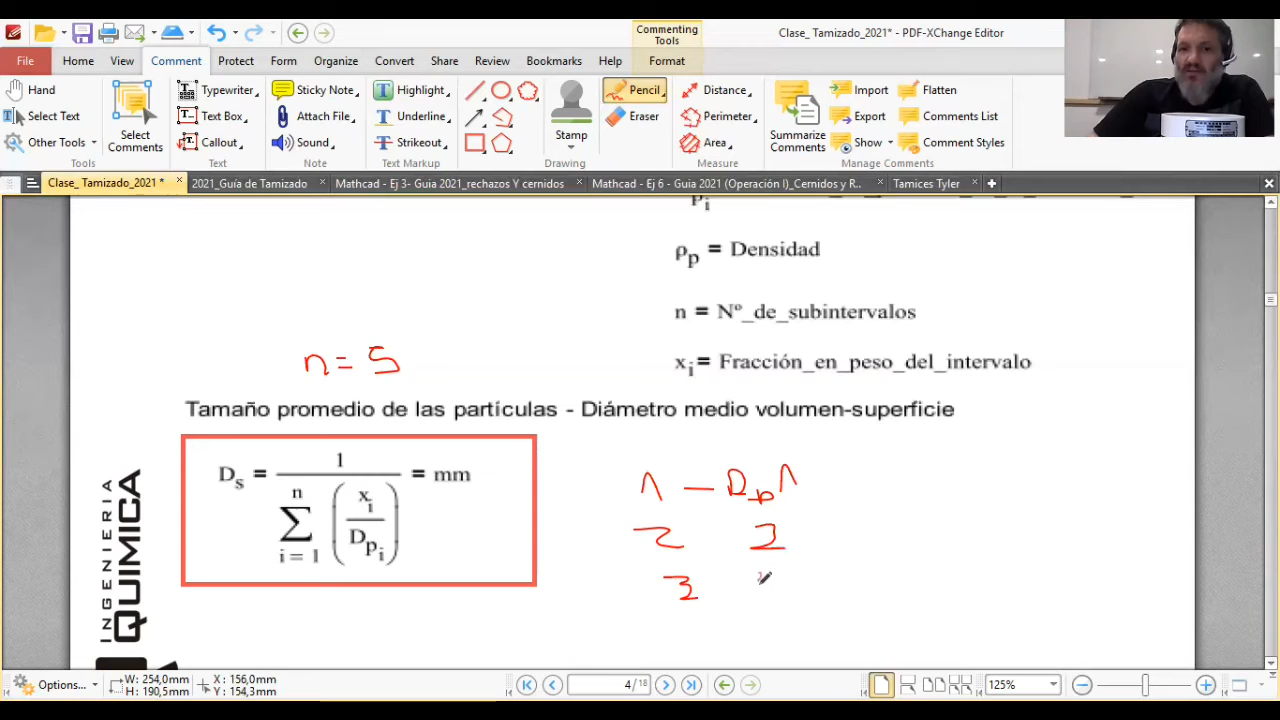 Commenting Tools
Clase_Tamizado_2021* - PDF-XChange Editor
File Home View Comment Protect Form Organize Convert Share Review Bookmarks Help Format
Hand
Select Text
Other Tools
Tools
Select Comments
Typewriter
Text Box
Callout
Text
Sticky Note
Attach File
Sound
Note
Highlight
Underline
Strikeout
Text Markup
Drawing
Stamp
Pencil
Eraser
Distance
Perimeter
Area
Measure
Summarize Comments
Import
Export
Show
Flatten
Comments List
Comment Styles
Manage Comments
Clase_ Tamizado_2021 *
2021_Guía de Tamizado
Mathcad - Ej 3- Guia 2021_rechazos Y cernidos
Mathcad - Ej 6 - Guia 2021 (Operación I)_Cernidos y R..
Tamices Tyler
ρp = Densidad
n = Nº_de_subintervalos
xi = Fracción_en_peso_del_intervalo
n = 5
Tamaño promedio de las partículas - Diámetro medio volumen-superficie
Ds = 1 / n ∑ i = 1 (xi / Dpi) = mm
1 — Dp1
2 2
3
INGENIERIA
QUIMICA
Options...
W: 254,0mm
H: 190,5mm
X: 156,0mm
Y: 154,3mm
4 / 18
125%